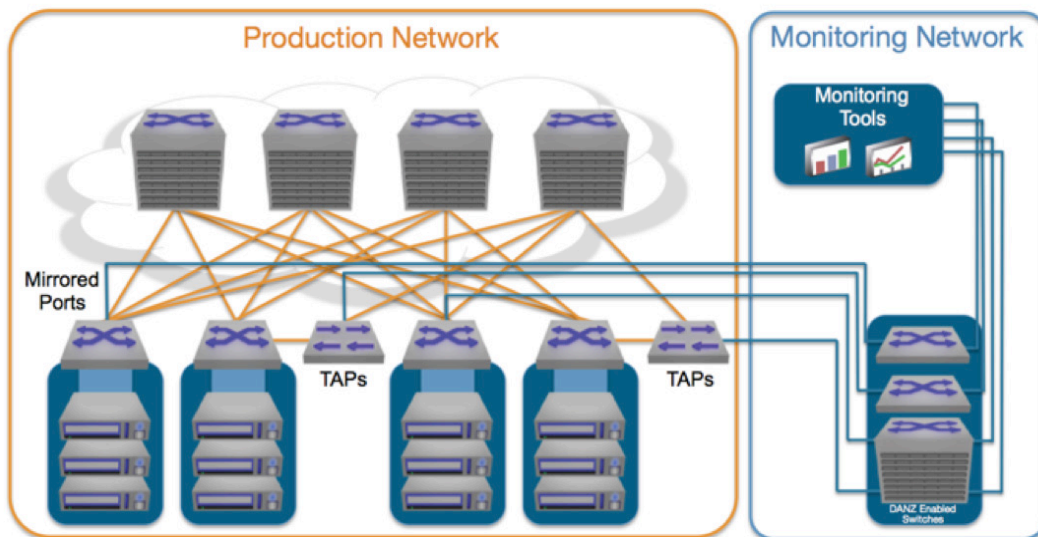 Production Network
Monitoring Network
Monitoring
Tools
Mirrored
Ports
TAPs
TAPs
DANZ Enabled
Switches